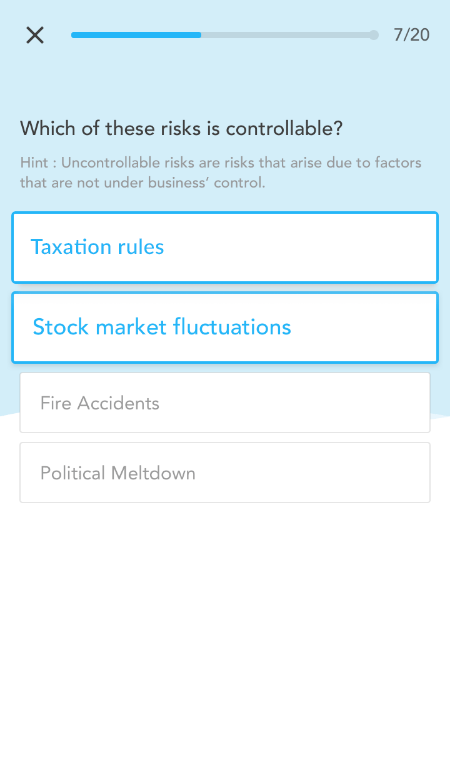 7/20
Which of these risks is controllable?
Hint : Uncontrollable risks are risks that arise due to factors
that are not under business’ control.
Taxation rules
Stock market fluctuations
Fire Accidents
Political Meltdown